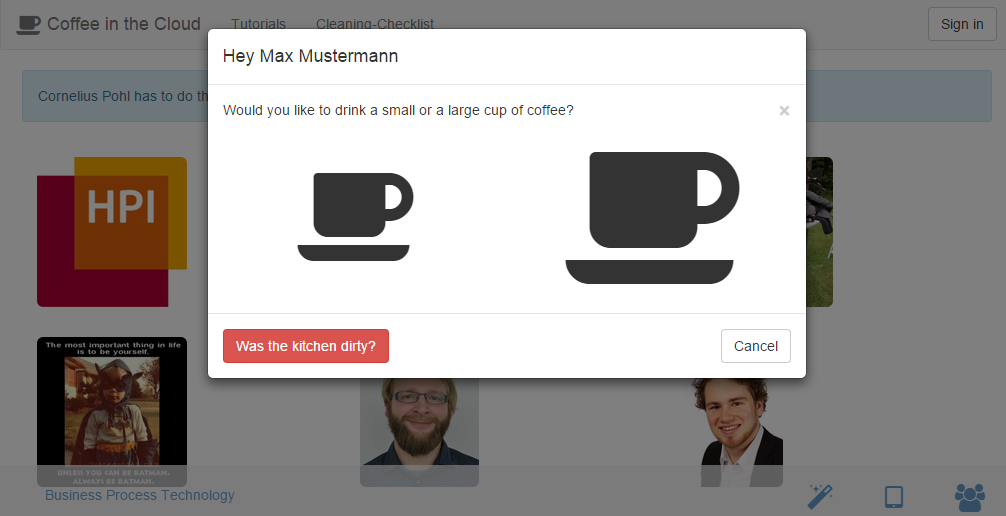 Coffee in the Cloud Tutorials Cleaning-Checklist Sign in
Hey Max Mustermann
Cornelius Pohl has to do th
Would you like to drink a small or a large cup of coffee? ×
HPI
Was the kitchen dirty? Cancel
The most important thing in life
is to be yourself.
UNLESS YOU CAN BE BATMAN.
ALWAYS BE BATMAN.
Business Process Technology